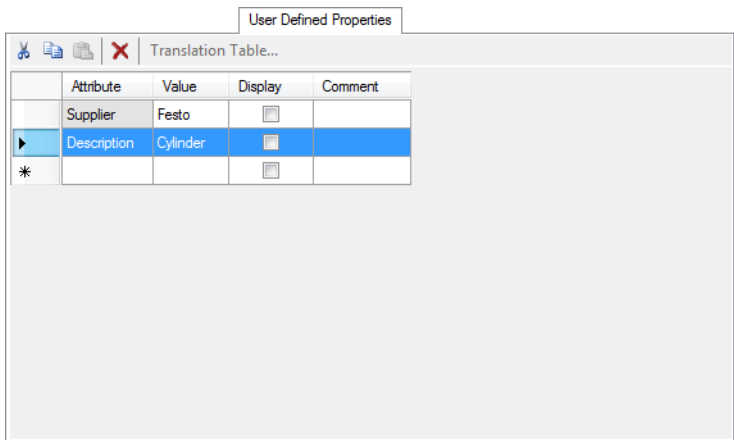 User Defined Properties
Translation Table...
Attribute Value Display Comment
Supplier Festo
Description Cylinder